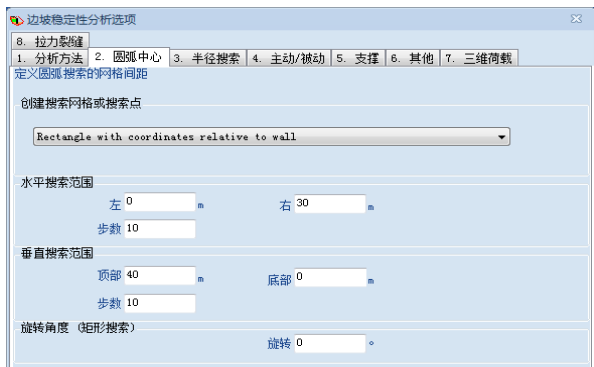 边坡稳定性分析选项
8. 拉力裂缝
1. 分析方法 2. 圆弧中心 3. 半径搜索 4. 主动/被动 5. 支撑 6. 其他 7. 三维荷载
定义圆弧搜索的网格间距
创建搜索网格或搜索点
Rectangle with coordinates relative to wall
水平搜索范围
左 0 m 右 30 m
步数 10
垂直搜索范围
顶部 40 m 底部 0 m
步数 10
旋转角度（矩形搜索）
旋转 0 °